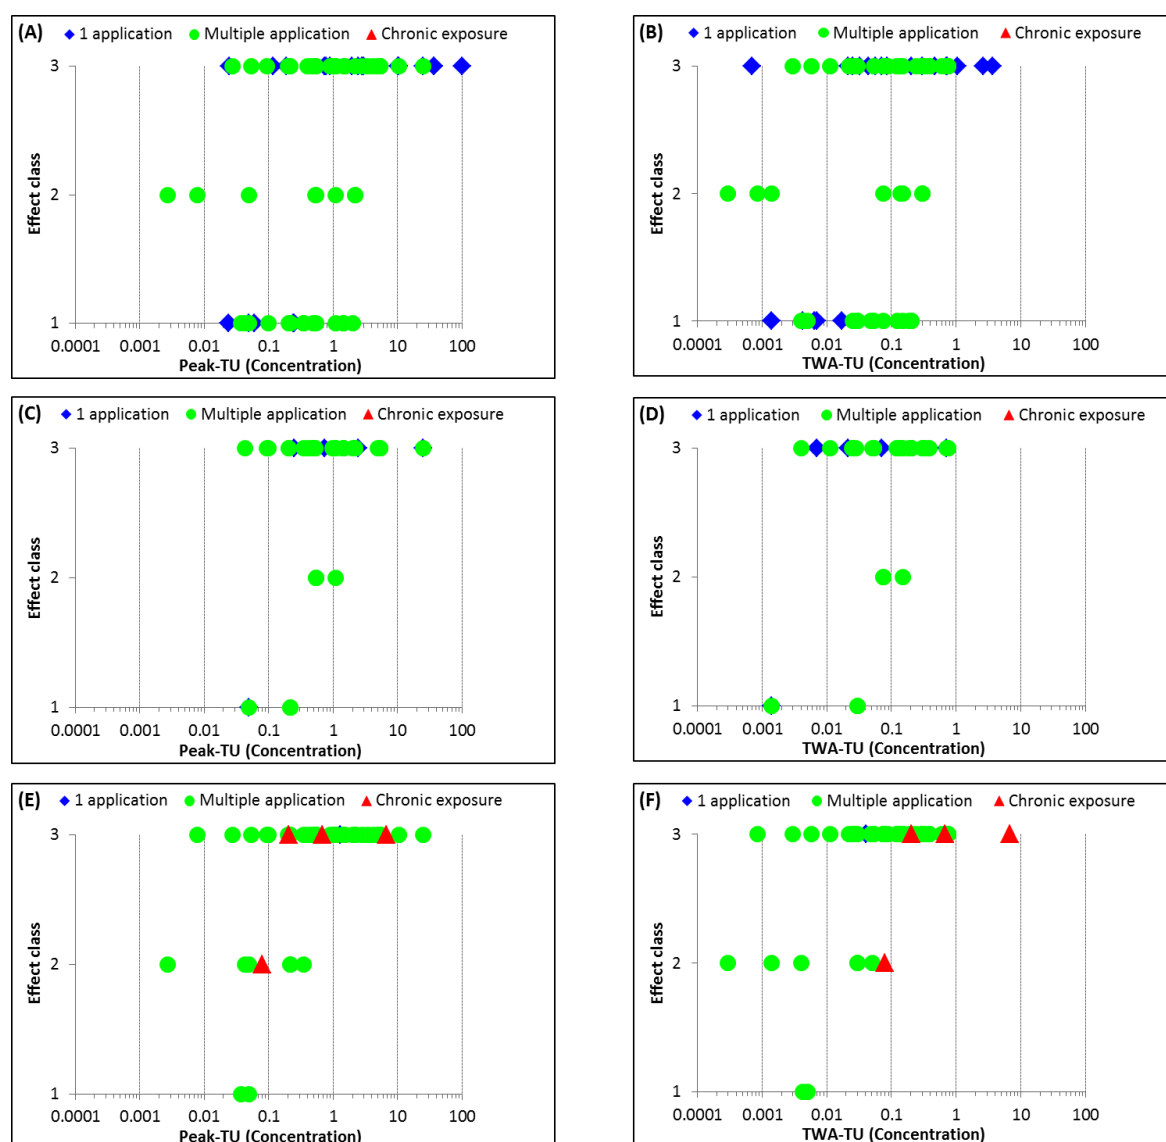 (A) 1 application Multiple application Chronic exposure
3
2
1
Effect class
0.0001 0.001 0.01 0.1 1 10 100
Peak-TU (Concentration)
(B) 1 application Multiple application Chronic exposure
3
2
1
Effect class
0.0001 0.001 0.01 0.1 1 10 100
TWA-TU (Concentration)
(C) 1 application Multiple application Chronic exposure
3
2
1
Effect class
0.0001 0.001 0.01 0.1 1 10 100
Peak-TU (Concentration)
(D) 1 application Multiple application Chronic exposure
3
2
1
Effect class
0.0001 0.001 0.01 0.1 1 10 100
TWA-TU (Concentration)
(E) 1 application Multiple application Chronic exposure
3
2
1
Effect class
0.0001 0.001 0.01 0.1 1 10 100
Peak-TU (Concentration)
(F) 1 application Multiple application Chronic exposure
3
2
1
Effect class
0.0001 0.001 0.01 0.1 1 10 100
TWA-TU (Concentration)